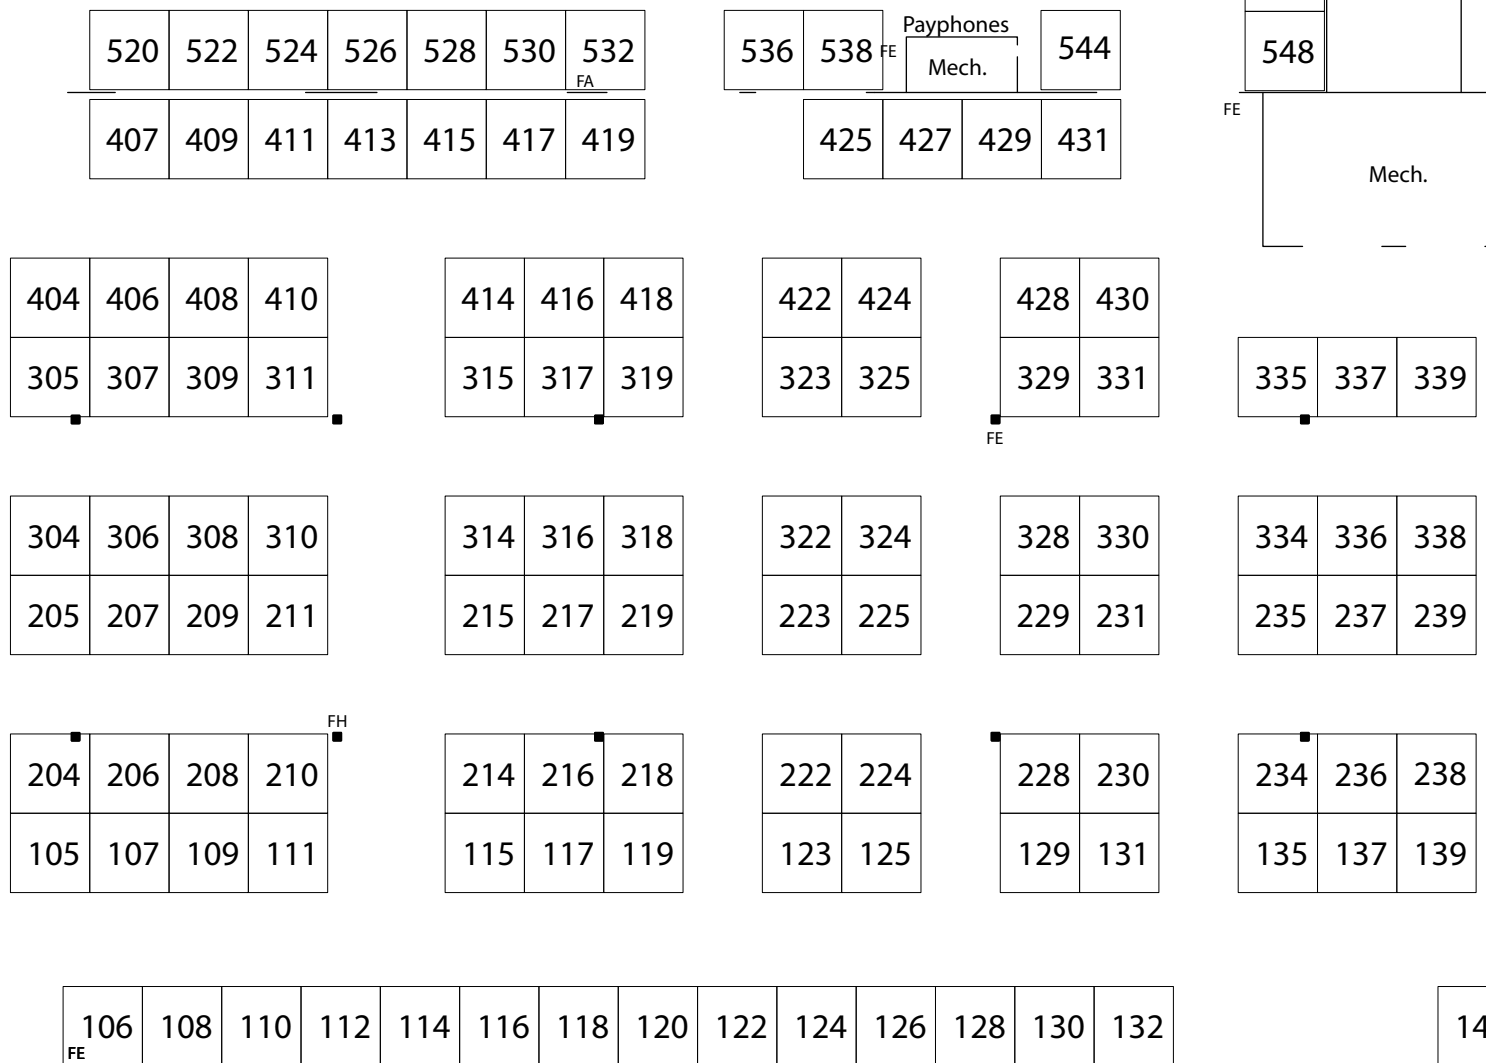 Payphones
520 522 524 526 528 530 532 536 538 FE Mech. 544 548
FA
FE
407 409 411 413 415 417 419 425 427 429 431
Mech.
404 406 408 410 414 416 418 422 424 428 430
305 307 309 311 315 317 319 323 325 329 331 335 337 339
FE
304 306 308 310 314 316 318 322 324 328 330 334 336 338
205 207 209 211 215 217 219 223 225 229 231 235 237 239
FH
204 206 208 210 214 216 218 222 224 228 230 234 236 238
105 107 109 111 115 117 119 123 125 129 131 135 137 139
106 108 110 112 114 116 118 120 122 124 126 128 130 132
FE